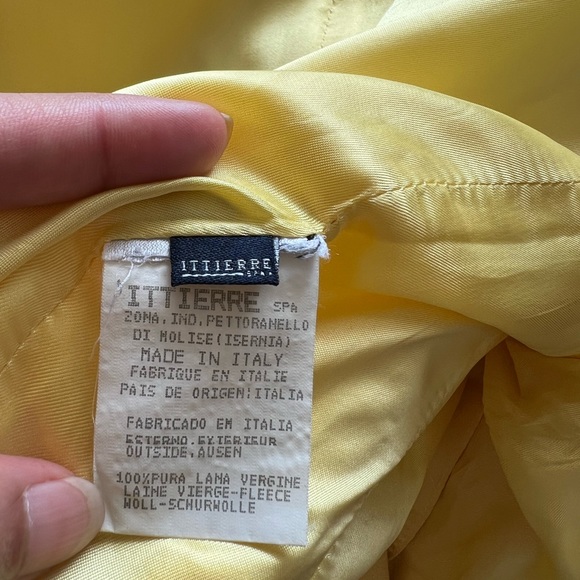 ITTIERRE
SPA
ITTIERRE SPA
ZONA.IND.PETTORANELLO
DI MOLISE(ISERNIA)
MADE IN ITALY
FABRIQUE EN ITALIE
PAIS DE ORIGEN:ITALIA
FABRICADO EM ITALIA
ESTERNO.EXTERIEUR
OUTSIDE,AUSEN
100%PURA LANA VERGINE
LAINE VIERGE-FLEECE
WOLL-SCHURWOLLE